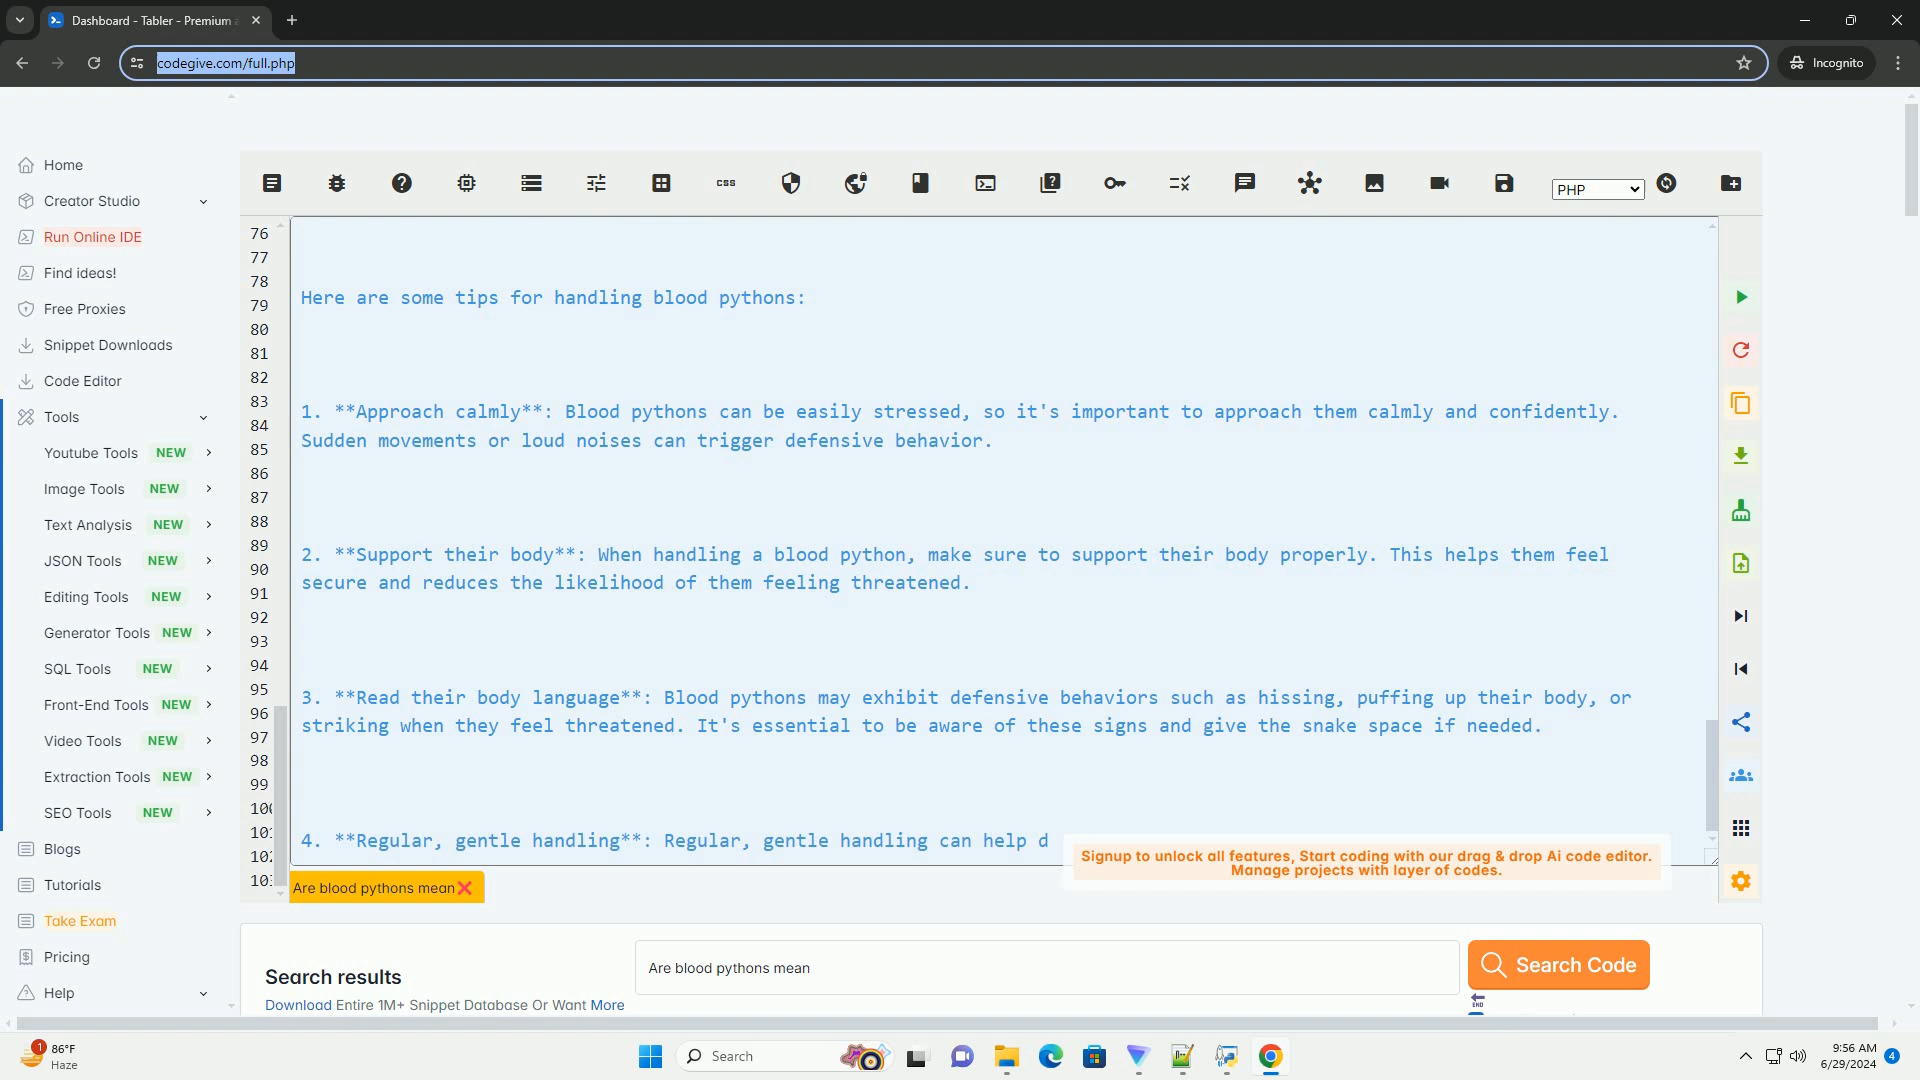 Dashboard - Tabler - Premium
codegive.com/full.php
Incognito
Home
Creator Studio
Run Online IDE
Find ideas!
Free Proxies
Snippet Downloads
Code Editor
Tools
Youtube Tools NEW
Image Tools NEW
Text Analysis NEW
JSON Tools NEW
Editing Tools NEW
Generator Tools NEW
SQL Tools NEW
Front-End Tools NEW
Video Tools NEW
Extraction Tools NEW
SEO Tools NEW
Blogs
Tutorials
Take Exam
Pricing
Help
css
PHP
76
77
78
79
80
81
82
83
84
85
86
87
88
89
90
91
92
93
94
95
96
97
98
99
Here are some tips for handling blood pythons:
1. **Approach calmly**: Blood pythons can be easily stressed, so it's important to approach them calmly and confidently.
Sudden movements or loud noises can trigger defensive behavior.
2. **Support their body**: When handling a blood python, make sure to support their body properly. This helps them feel
secure and reduces the likelihood of them feeling threatened.
3. **Read their body language**: Blood pythons may exhibit defensive behaviors such as hissing, puffing up their body, or
striking when they feel threatened. It's essential to be aware of these signs and give the snake space if needed.
4. **Regular, gentle handling**: Regular, gentle handling can help d
Signup to unlock all features, Start coding with our drag & drop Ai code editor.
Manage projects with layer of codes.
Are blood pythons mean
Search results
Download Entire 1M+ Snippet Database Or Want More
Are blood pythons mean
Search Code
END
1
86°F
Haze
Search
9:56 AM
6/29/2024
4